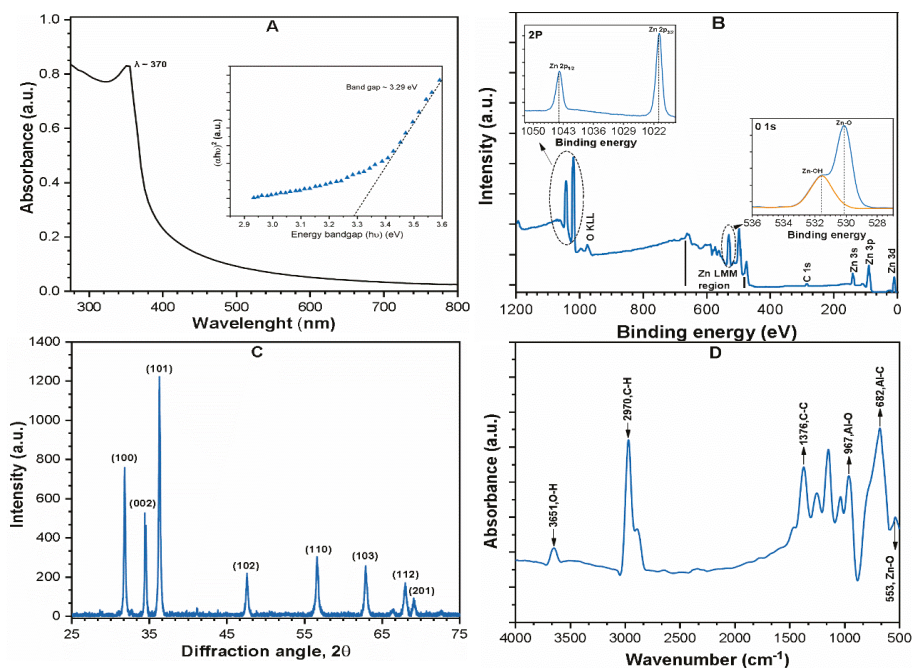 A
1.0
0.8
0.6
0.4
0.2
0.0
Absorbance (a.u.)
λ ~ 370
300
400
500
600
700
800
Wavelenght (nm)
Band gap ~ 3.29 eV
(αhυ)² (a.u.)
2.9
3.0
3.1
3.2
3.3
3.4
3.5
3.6
Energy bandgap (hυ) (eV)
B
Intensity (a.u.)
2P
Zn 2p1/2
Zn 2p3/2
1050
1043
1036
1029
1022
Binding energy
0 1s
Zn-O
Zn-OH
536
533
530
527
Binding energy
O KLL
Zn LMM
region
C 1s
Zn 3s
Zn 3p
Zn 3d
1200
1000
800
600
400
200
0
Binding energy (eV)
C
1400
1200
1000
800
600
400
200
0
Intensity (a.u.)
(100)
(002)
(101)
(102)
(110)
(103)
(112)
(201)
25
35
45
55
65
75
Diffraction angle, 2θ
D
Absorbance (a.u.)
3651,O-H
2970,C-H
1376,C-C
967,Al-O
682,Al-C
553, Zn-O
4000
3500
3000
2500
2000
1500
1000
500
Wavenumber (cm-1)